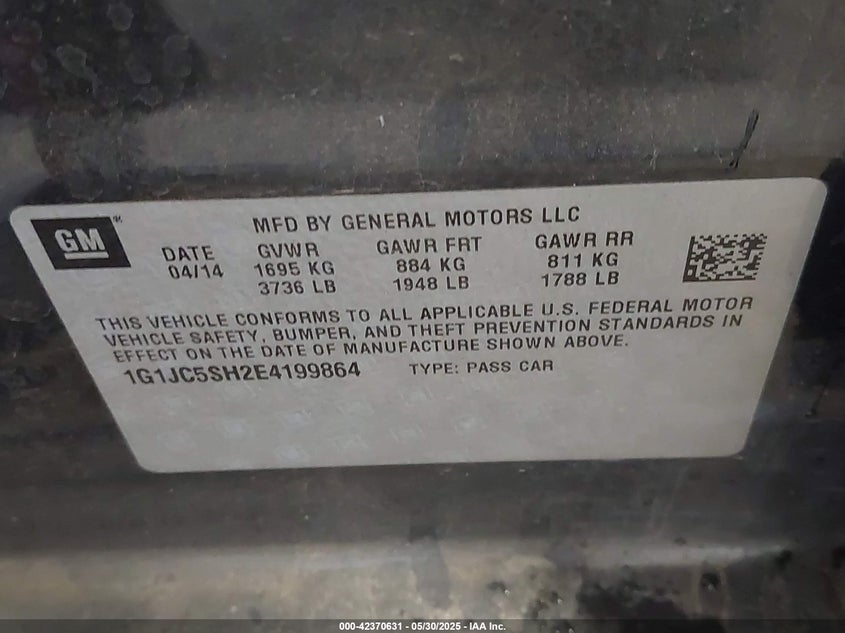 GM®
MFD BY GENERAL MOTORS LLC
DATE GVWR GAWR FRT GAWR RR
04/14 1695 KG 884 KG 811 KG
3736 LB 1948 LB 1788 LB
THIS VEHICLE CONFORMS TO ALL APPLICABLE U.S. FEDERAL MOTOR
VEHICLE SAFETY, BUMPER, AND THEFT PREVENTION STANDARDS IN
EFFECT ON THE DATE OF MANUFACTURE SHOWN ABOVE.
1G1JC5SH2E4199864 TYPE: PASS CAR
000-42370631 - 05/30/2025 - IAA Inc.